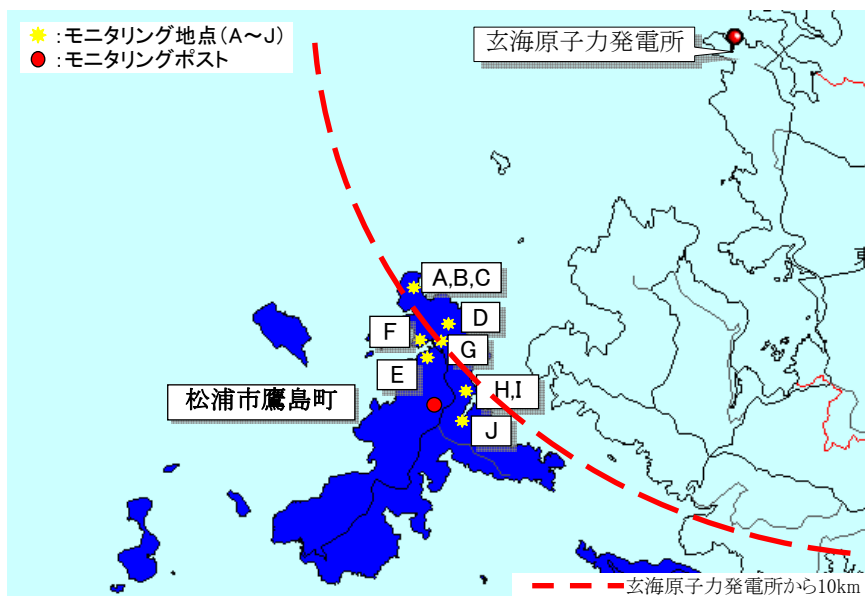 :モニタリング地点(A～J)
:モニタリングポスト
玄海原子力発電所
A,B,C
D
F
G
E
H,I
松浦市鷹島町
J
東
玄海原子力発電所から10km